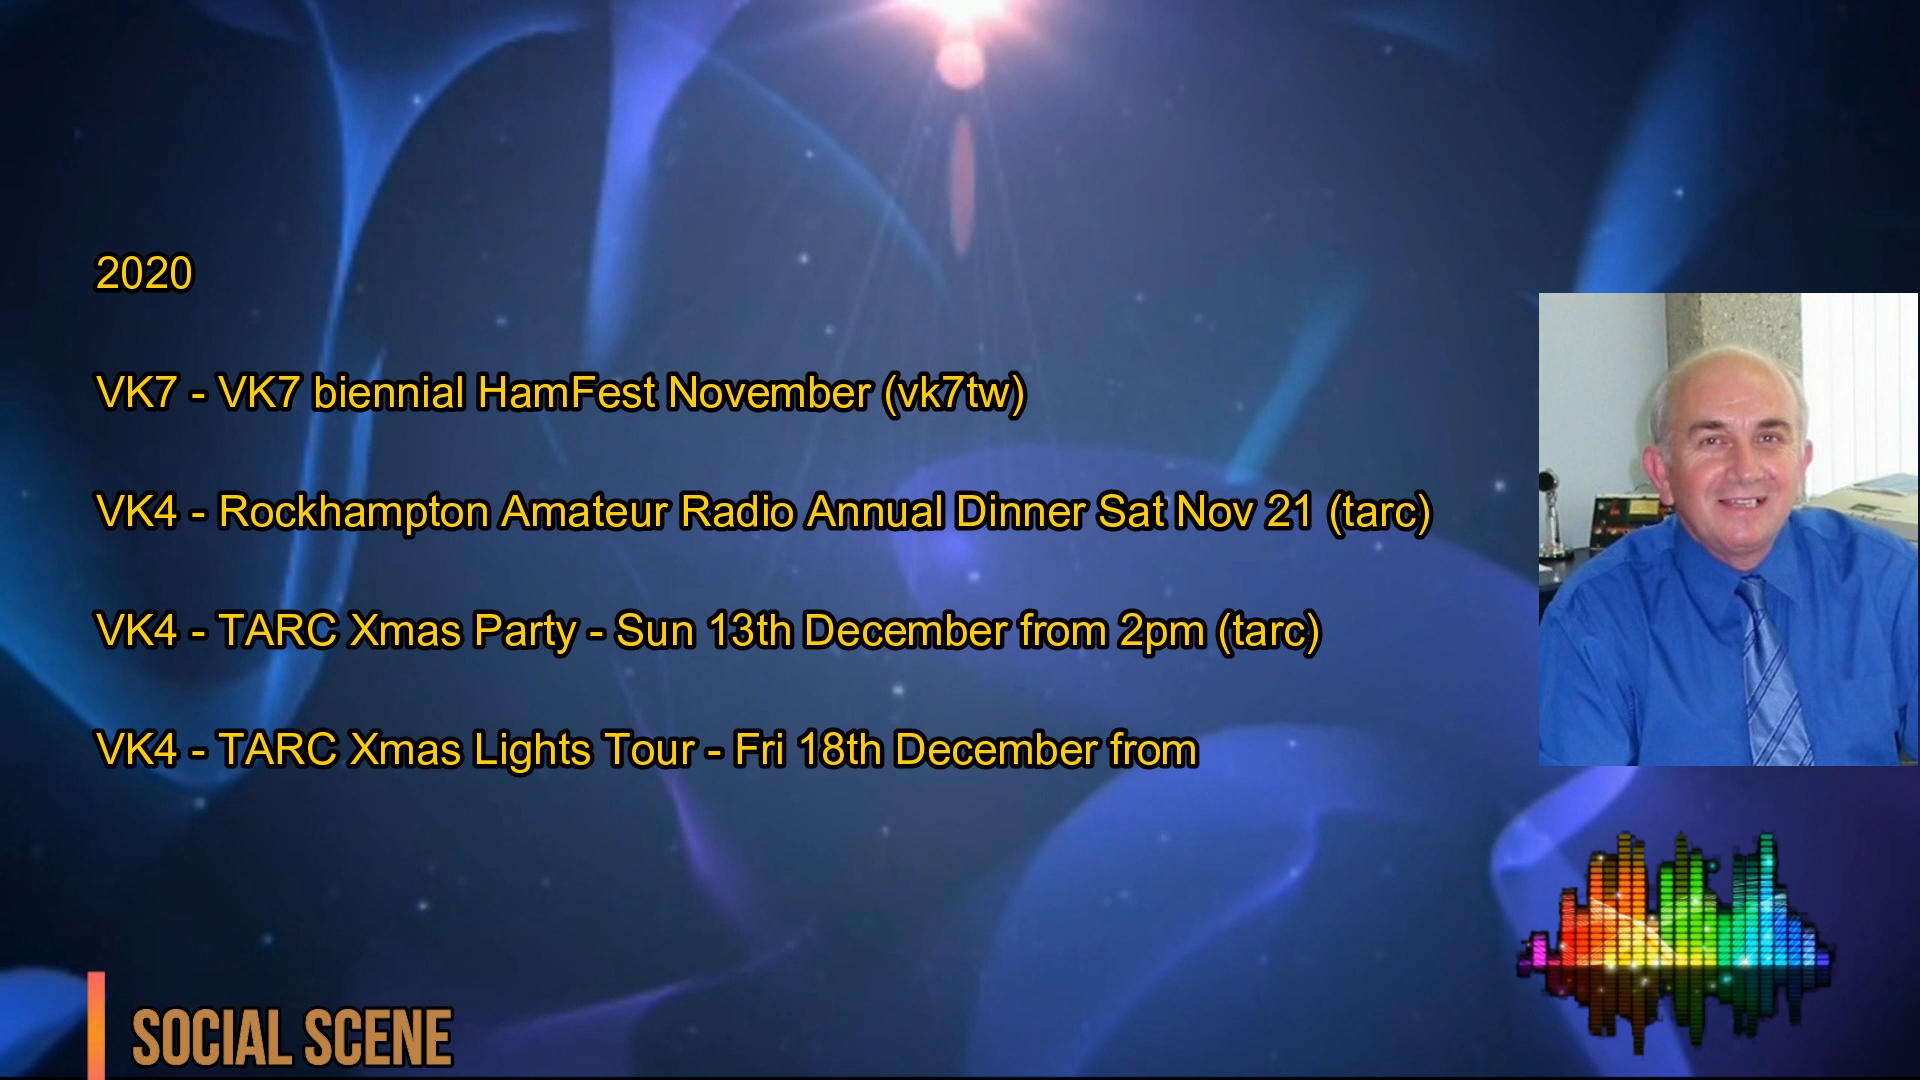 2020
VK7 - VK7 biennial HamFest November (vk7tw)
VK4 - Rockhampton Amateur Radio Annual Dinner Sat Nov 21 (tarc)
VK4 - TARC Xmas Party - Sun 13th December from 2pm (tarc)
VK4 - TARC Xmas Lights Tour - Fri 18th December from
SOCIAL SCENE